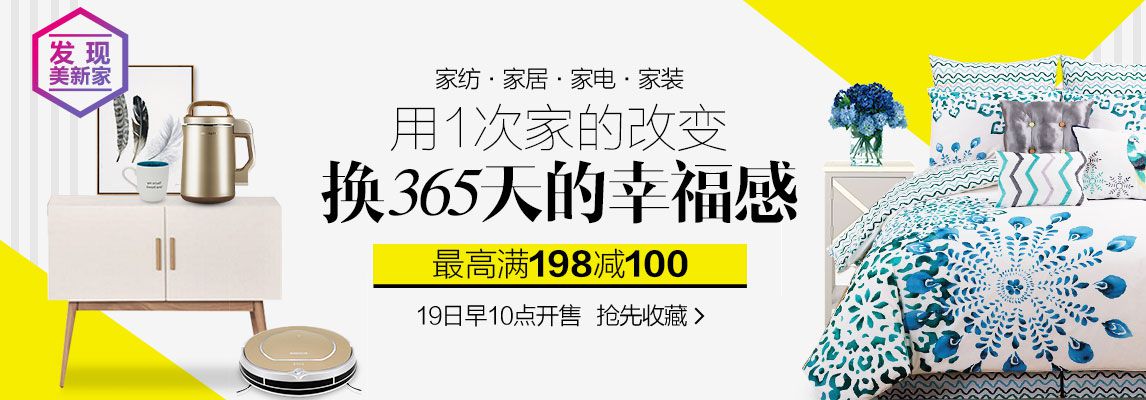 发现
美新家
家纺·家居·家电·家装
用1次家的改变
换365天的幸福感
最高满198减100
19日早10点开售 抢先收藏 >